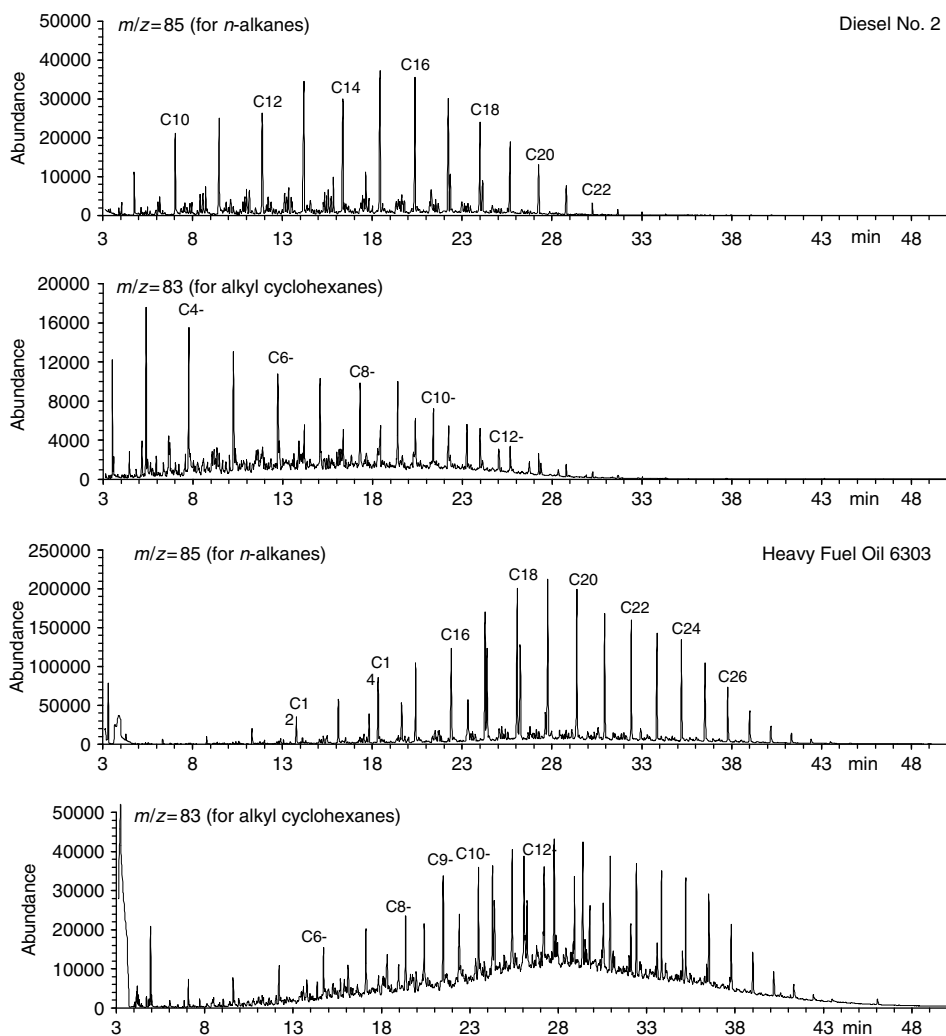 m/z=85 (for n-alkanes)
Diesel No. 2
Abundance
50000
40000
30000
20000
10000
0
C10
C12
C14
C16
C18
C20
C22
3 8 13 18 23 28 33 38 43 min 48
m/z=83 (for alkyl cyclohexanes)
Abundance
20000
16000
12000
8000
4000
0
C4-
C6-
C8-
C10-
C12-
3 8 13 18 23 28 33 38 43 min 48
m/z=85 (for n-alkanes)
Heavy Fuel Oil 6303
Abundance
250000
200000
150000
100000
50000
0
C1
2
C1
4
C16
C18
C20
C22
C24
C26
3 8 13 18 23 28 33 38 43 min 48
m/z=83 (for alkyl cyclohexanes)
Abundance
50000
40000
30000
20000
10000
0
C6-
C8-
C9-
C10-
C12-
3 8 13 18 23 28 33 38 43 min 48